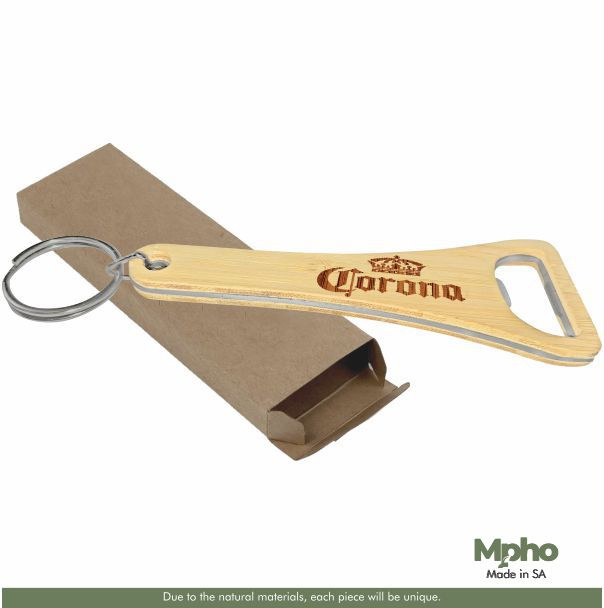 Corona
Mpho
Made in SA
Due to the natural materials, each piece will be unique.